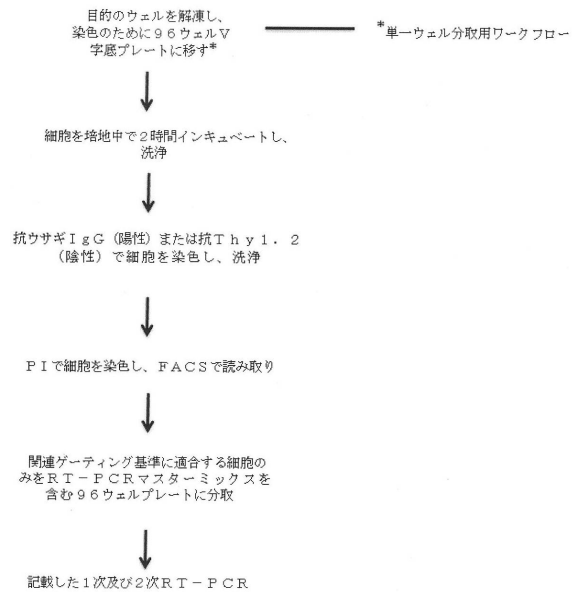 目的のウェルを解凍し、
染色のために９６ウェルＶ
字底プレートに移す*
*単一ウェル分取用ワークフロー
細胞を培地中で２時間インキュベートし、
洗浄
抗ウサギＩｇＧ（陽性）または抗Ｔｈｙ１．２
（陰性）で細胞を染色し、洗浄
ＰＩで細胞を染色し、ＦＡＣＳで読み取り
関連ゲーティング基準に適合する細胞の
みをＲＴ－ＰＣＲマスターミックスを
含む９６ウェルプレートに分取
記載した１次及び２次ＲＴ－ＰＣＲ